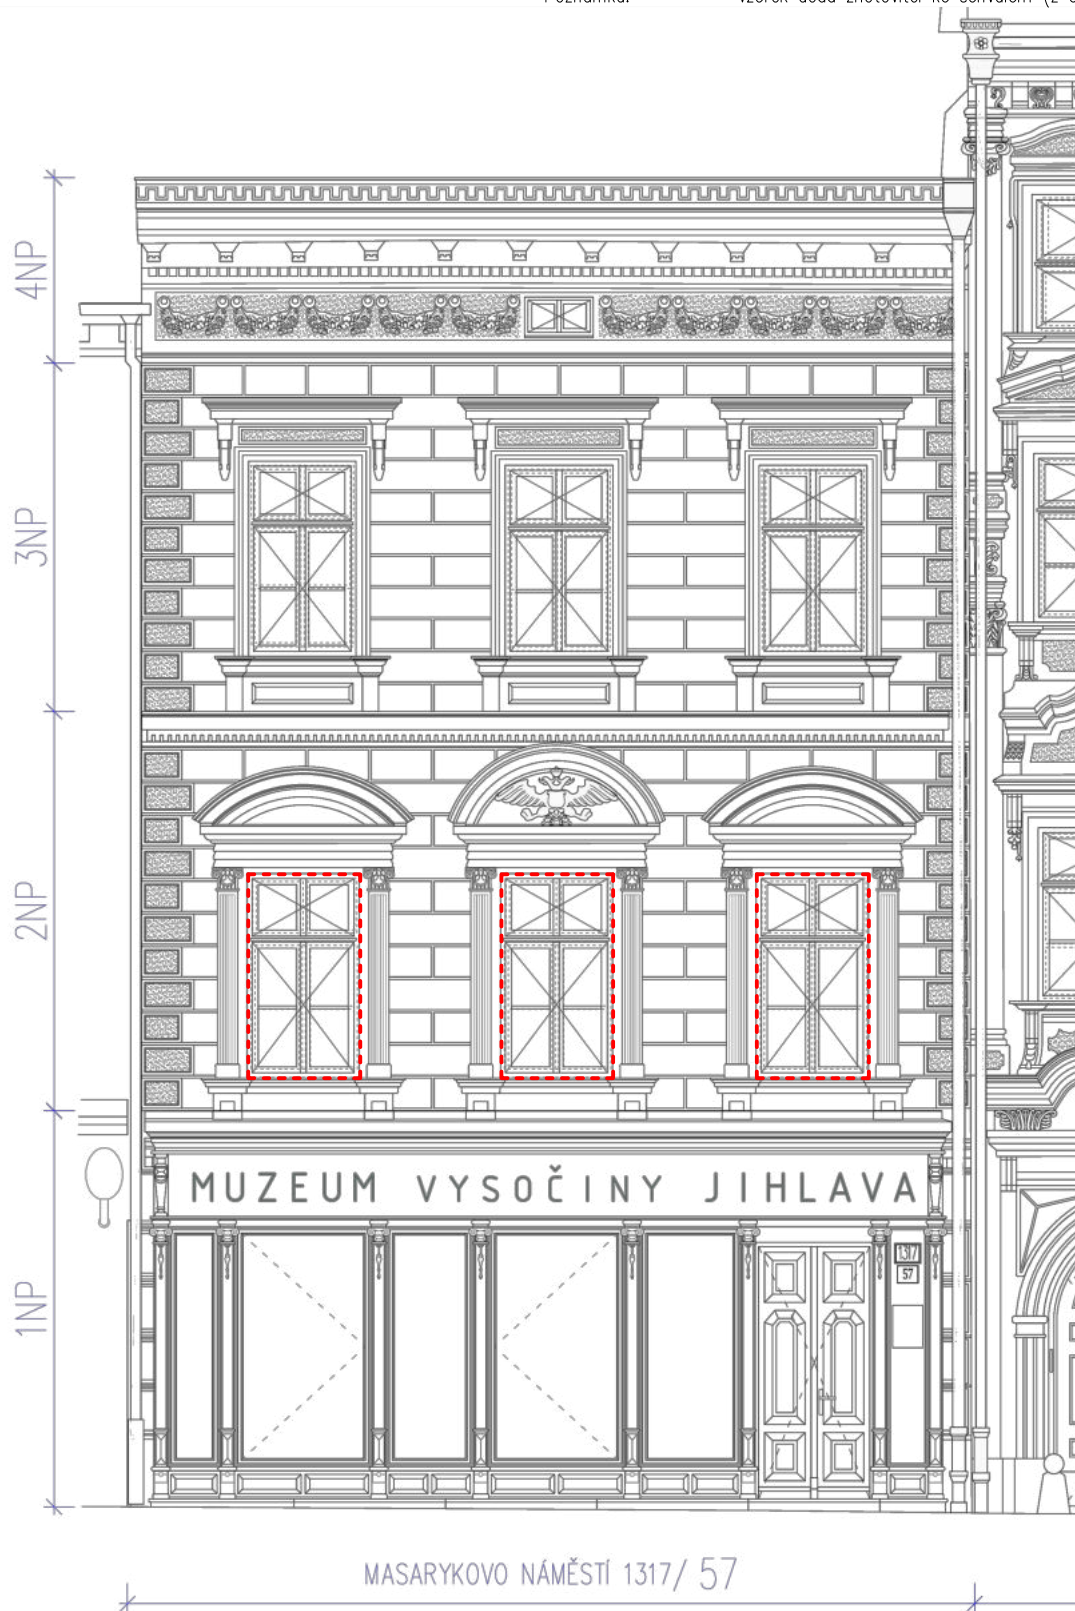 4NP
3NP
2NP
MUZEUM VYSOČINY JIHLAVA
1317
57
1NP
MASARYKOVO NÁMĚSTÍ 1317/ 57